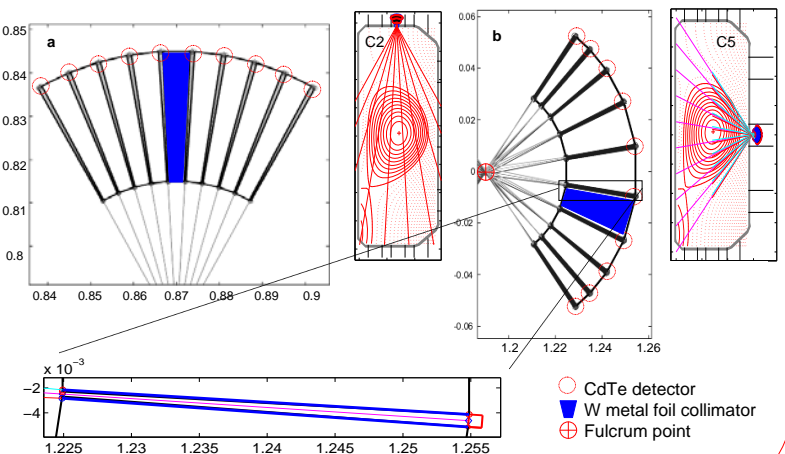 a
0.85
0.84
0.83
0.82
0.81
0.8
0.84 0.85 0.86 0.87 0.88 0.89 0.9
C2
b
0.06
0.04
0.02
0
-0.02
-0.04
-0.06
1.2 1.22 1.24 1.26
C5
x 10⁻³
−2
−4
1.225 1.23 1.235 1.24 1.245 1.25 1.255
CdTe detector
W metal foil collimator
Fulcrum point